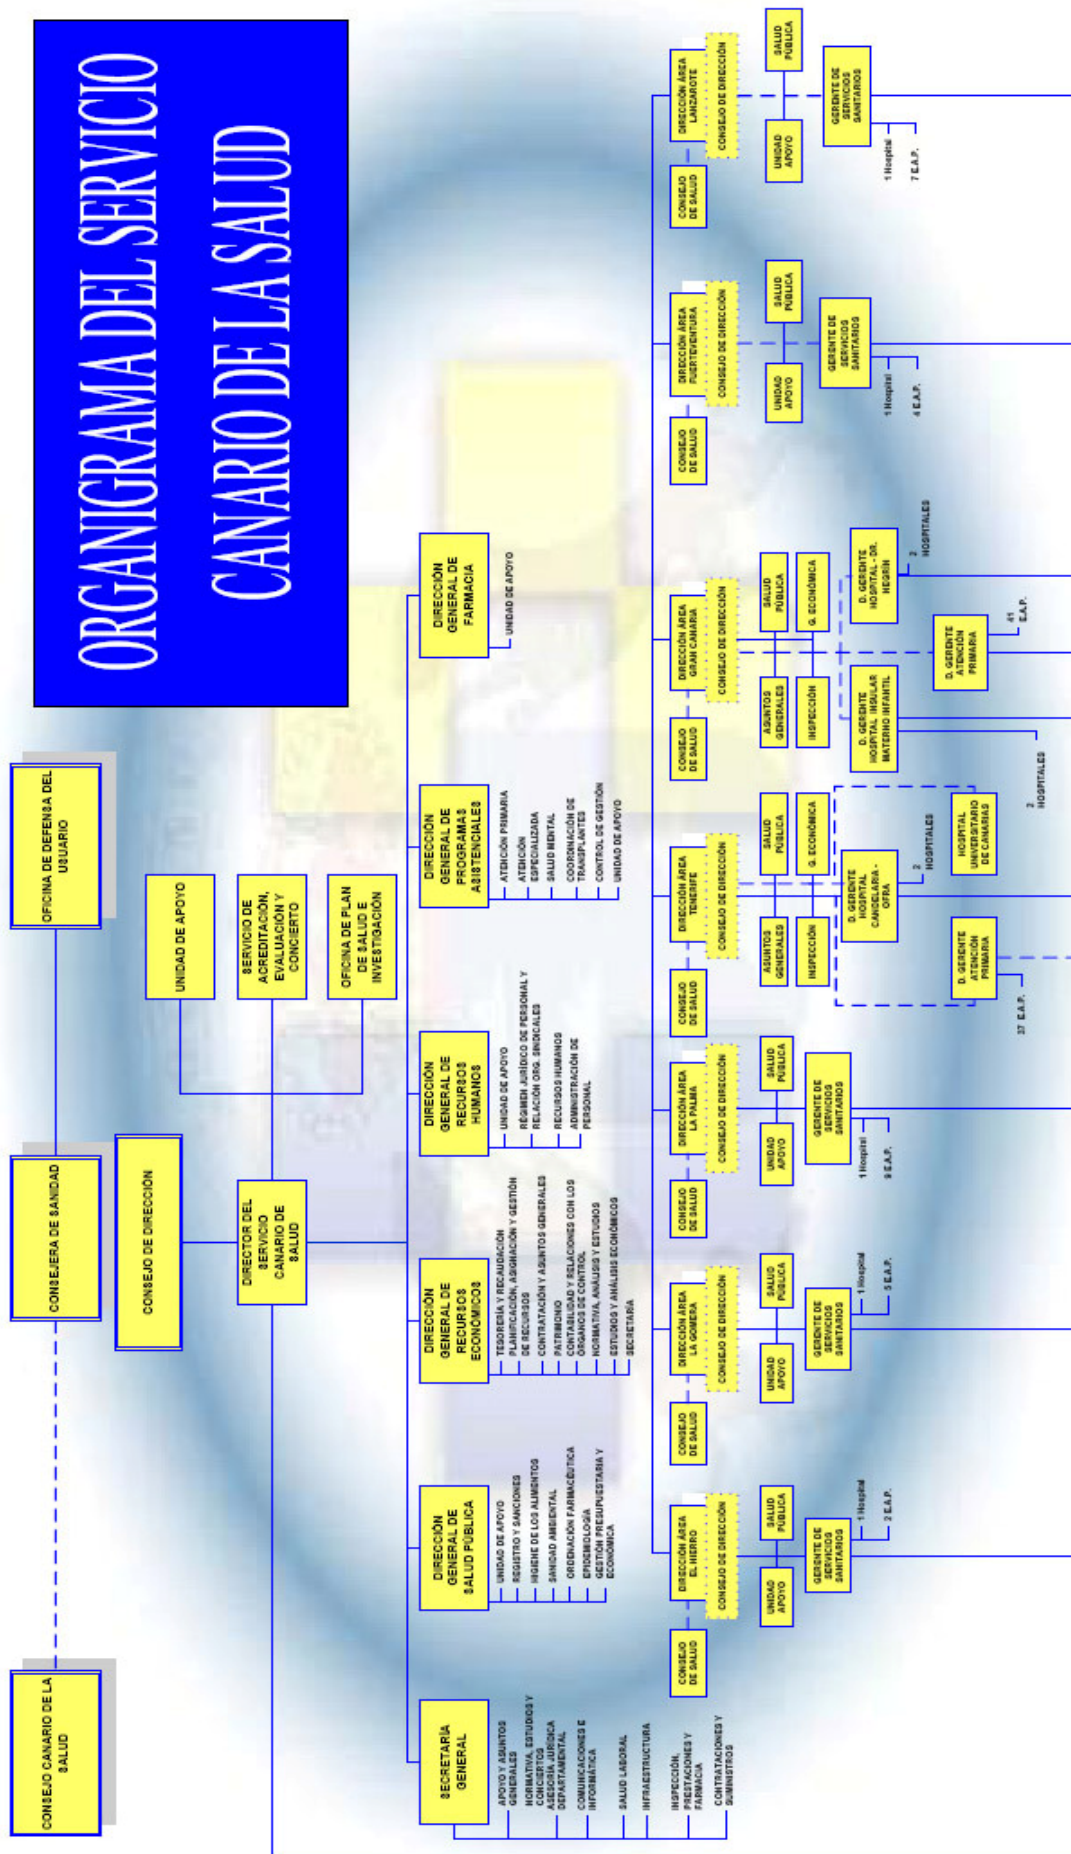 ORGANIGRAMA DEL SERVICIO
CANARIO DE LA SALUD
CONSEJO CANARIO DE LA
SALUD
CONSEJERA DE SANIDAD
OFICINA DE DEFENSA DEL
USUARIO
CONSEJO DE DIRECCIÓN
DIRECTOR DEL
SERVICIO
CANARIO DE
SALUD
UNIDAD DE APOYO
SERVICIO DE
ACREDITACIÓN,
EVALUACIÓN Y
CONCIERTO
OFICINA DE PLAN
DE SALUD E
INVESTIGACIÓN
SECRETARÍA
GENERAL
APOYO Y ASUNTOS
GENERALES
NORMATIVA, ESTUDIOS Y
CONCIERTOS
ASESORÍA JURÍDICA
DEPARTAMENTAL
COMUNICACIONES E
INFORMÁTICA
SALUD LABORAL
INFRAESTRUCTURA
INSPECCIÓN,
PRESTACIONES Y
FARMACIA
CONTRATACIONES Y
SUMINISTROS
DIRECCIÓN
GENERAL DE
SALUD PÚBLICA
UNIDAD DE APOYO
REGISTRO Y SANCIONES
HIGIENE DE LOS ALIMENTOS
SANIDAD AMBIENTAL
ORDENACIÓN FARMACÉUTICA
EPIDEMIOLOGÍA
GESTIÓN PRESUPUESTARIA Y
ECONÓMICA
DIRECCIÓN
GENERAL DE
RECURSOS
ECONÓMICOS
TESORERÍA Y RECAUDACIÓN
PLANIFICACIÓN, ASIGNACIÓN Y GESTIÓN
DE RECURSOS
CONTRATACIÓN Y ASUNTOS GENERALES
PATRIMONIO
CONTABILIDAD Y RELACIONES CON LOS
ÓRGANOS DE CONTROL
NORMATIVA, ANÁLISIS Y ESTUDIOS
ESTUDIOS Y ANÁLISIS ECONÓMICOS
SECRETARÍA
DIRECCIÓN
GENERAL DE
RECURSOS
HUMANOS
UNIDAD DE APOYO
RÉGIMEN JURÍDICO DE PERSONAL Y
RELACIÓN ORG. SINDICALES
RECURSOS HUMANOS
ADMINISTRACIÓN DE
PERSONAL
DIRECCIÓN
GENERAL DE
PROGRAMAS
ASISTENCIALES
ATENCIÓN PRIMARIA
ATENCIÓN
ESPECIALIZADA
SALUD MENTAL
COORDINACIÓN DE
TRANSPLANTES
CONTROL DE GESTIÓN
UNIDAD DE APOYO
DIRECCIÓN
GENERAL DE
FARMACIA
UNIDAD DE APOYO
DIRECCIÓN ÁREA
EL HIERRO
CONSEJO DE DIRECCIÓN
CONSEJO
DE SALUD
UNIDAD
APOYO
SALUD
PÚBLICA
GERENTE DE
SERVICIOS
SANITARIOS
1 Hospital
2 E.A.P.
DIRECCIÓN ÁREA
LA GOMERA
CONSEJO DE DIRECCIÓN
CONSEJO
DE SALUD
UNIDAD
APOYO
SALUD
PÚBLICA
GERENTE DE
SERVICIOS
SANITARIOS
1 Hospital
5 E.A.P.
DIRECCIÓN ÁREA
LA PALMA
CONSEJO DE DIRECCIÓN
CONSEJO
DE SALUD
UNIDAD
APOYO
SALUD
PÚBLICA
GERENTE DE
SERVICIOS
SANITARIOS
1 Hospital
9 E.A.P.
DIRECCIÓN ÁREA
TENERIFE
CONSEJO DE DIRECCIÓN
CONSEJO
DE SALUD
ASUNTOS
GENERALES
SALUD
PÚBLICA
INSPECCIÓN
G. ECONÓMICA
D. GERENTE
HOSPITAL
CANDELARIA -
OFRA
2
HOSPITALES
D. GERENTE
ATENCIÓN
PRIMARIA
37 E.A.P.
HOSPITAL
UNIVERSITARIO
DE CANARIAS
DIRECCIÓN ÁREA
GRAN CANARIA
CONSEJO DE DIRECCIÓN
CONSEJO
DE SALUD
ASUNTOS
GENERALES
SALUD
PÚBLICA
INSPECCIÓN
G. ECONÓMICA
D. GERENTE
HOSPITAL INSULAR
MATERNO INFANTIL
2
HOSPITALES
D. GERENTE
HOSPITAL - DR.
NEGRÍN
2
HOSPITALES
D. GERENTE
ATENCIÓN
PRIMARIA
41
E.A.P.
DIRECCIÓN ÁREA
FUERTEVENTURA
CONSEJO DE DIRECCIÓN
CONSEJO
DE SALUD
UNIDAD
APOYO
SALUD
PÚBLICA
GERENTE DE
SERVICIOS
SANITARIOS
1 Hospital
4 E.A.P.
DIRECCIÓN ÁREA
LANZAROTE
CONSEJO DE DIRECCIÓN
CONSEJO
DE SALUD
UNIDAD
APOYO
SALUD
PÚBLICA
GERENTE DE
SERVICIOS
SANITARIOS
1 Hospital
7 E.A.P.